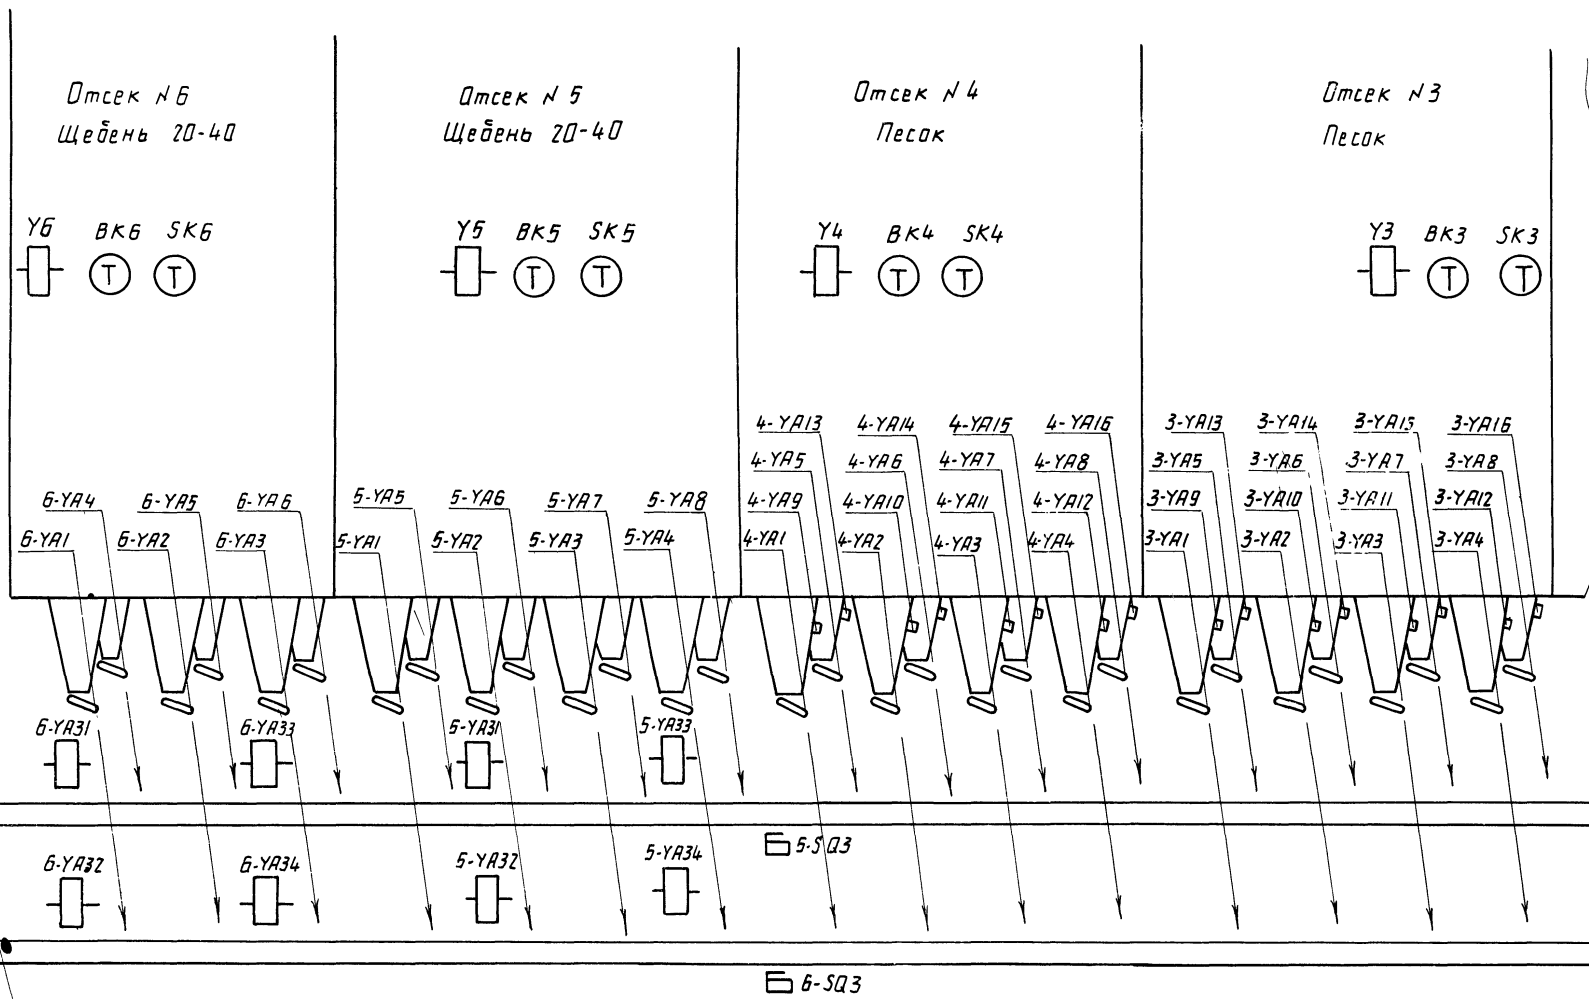 Отсек N6
Щебень 20-40
Отсек N 5
Щебень 20-40
Отсек N 4
Песок
Отсек N3
Песок
Y6 BK6 SK6
T T
Y5 BK5 SK5
T T
Y4 BK4 SK4
T T
Y3 BK3 SK3
T T
4-YA13 4-YA14 4-YA15 4-YA16 3-YA13 3-YA14 3-YA15 3-YA16
4-YA5 4-YA6 4-YA7 4-YA8 3-YA5 3-YA6 3-YA7 3-YA8
6-YA4 6-YA5 6-YA6 5-YA5 5-YA6 5-YA7 5-YA8 4-YA9 4-YA10 4-YA11 4-YA12 3-YA9 3-YA10 3-YA11 3-YA12
6-YA1 6-YA2 6-YA3 5-YA1 5-YA2 5-YA3 5-YA4 4-YA1 4-YA2 4-YA3 4-YA4 3-YA1 3-YA2 3-YA3 3-YA4
6-YA31 6-YA33 5-YA31 5-YA33
5-SQ3
6-YA32 6-YA34 5-YA32 5-YA34
6-SQ3